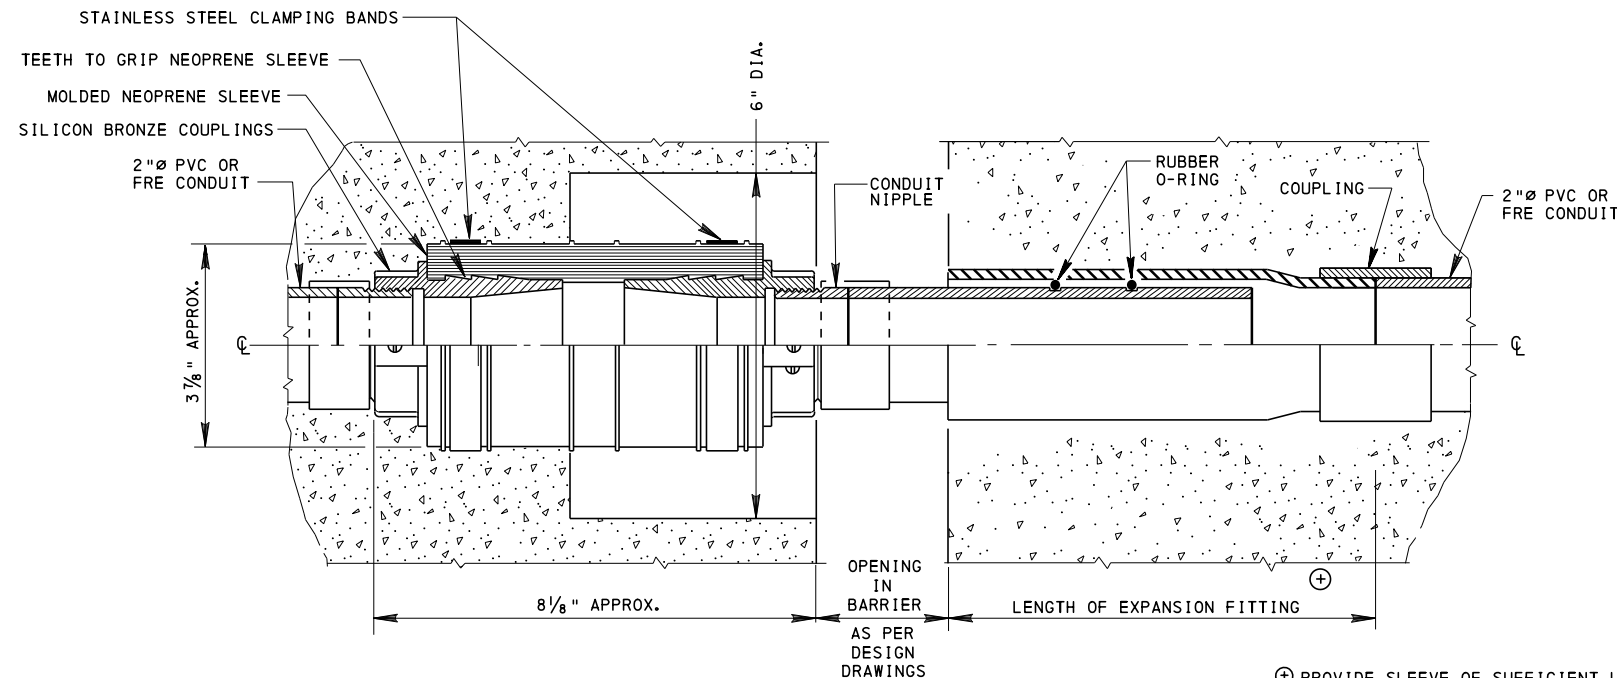 STAINLESS STEEL CLAMPING BANDS
TEETH TO GRIP NEOPRENE SLEEVE
MOLDED NEOPRENE SLEEVE
SILICON BRONZE COUPLINGS
2"ø PVC OR
FRE CONDUIT
6" DIA.
CONDUIT
NIPPLE
RUBBER
O-RING
COUPLING
2"ø PVC OR
FRE CONDUIT
3⅞" APPROX.
℄
℄
8⅛" APPROX.
OPENING
IN
BARRIER
AS PER
DESIGN
DRAWINGS
LENGTH OF EXPANSION FITTING
⊕
⊕ PROVIDE SLEEVE OF SUFFICIENT